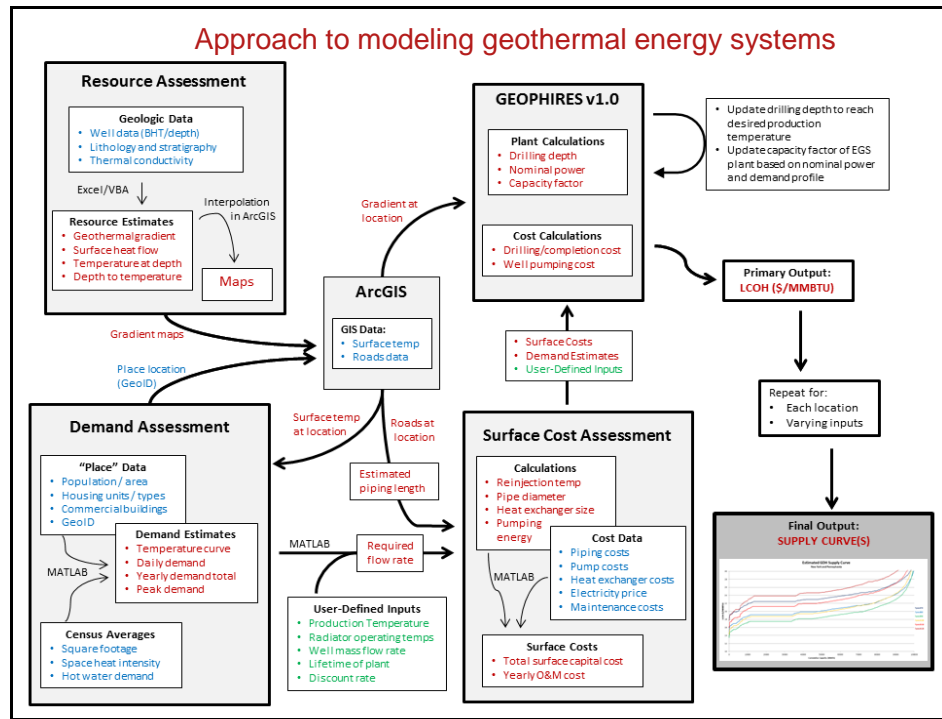 Approach to modeling geothermal energy systems
Resource Assessment
Geologic Data
• Well data (BHT/depth)
• Lithology and stratigraphy
• Thermal conductivity
Excel/VBA
Interpolation
in ArcGIS
Resource Estimates
• Geothermal gradient
• Surface heat flow
• Temperature at depth
• Depth to temperature
Maps
Gradient maps
Place location
(GeoID)
ArcGIS
GIS Data:
• Surface temp
• Roads data
Gradient at
location
GEOPHIRES v1.0
Plant Calculations
• Drilling depth
• Nominal power
• Capacity factor
Cost Calculations
• Drilling/completion cost
• Well pumping cost
• Update drilling depth to reach
desired production
temperature
• Update capacity factor of EGS
plant based on nominal power
and demand profile
Primary Output:
LCOH ($/MMBTU)
• Surface Costs
• Demand Estimates
• User-Defined Inputs
Repeat for:
• Each location
• Varying inputs
Demand Assessment
"Place" Data
• Population / area
• Housing units / types
• Commercial buildings
• GeoID
Demand Estimates
• Temperature curve
• Daily demand
• Yearly demand total
• Peak demand
MATLAB
Census Averages
• Square footage
• Space heat intensity
• Hot water demand
Surface temp
at location
Roads at
location
Estimated
piping length
MATLAB
Required
flow rate
User-Defined Inputs
• Production Temperature
• Radiator operating temps
• Well mass flow rate
• Lifetime of plant
• Discount rate
Surface Cost Assessment
Calculations
• Reinjection temp
• Pipe diameter
• Heat exchanger size
• Pumping
energy
Cost Data
• Piping costs
• Pump costs
• Heat exchanger costs
• Electricity price
• Maintenance costs
MATLAB
Surface Costs
• Total surface capital cost
• Yearly O&M cost
Final Output:
SUPPLY CURVE(S)